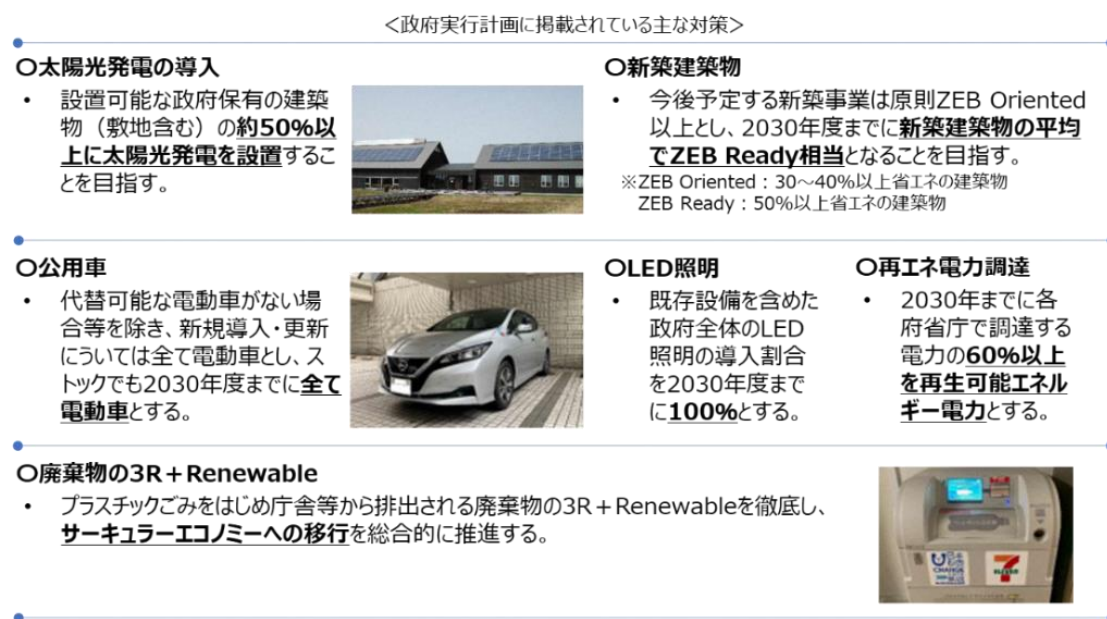 ＜政府実行計画に掲載されている主な対策＞
〇太陽光発電の導入
• 設置可能な政府保有の建築
物（敷地含む）の約50%以
上に太陽光発電を設置するこ
とを目指す。
〇新築建築物
• 今後予定する新築事業は原則ZEB Oriented
以上とし、2030年度までに新築建築物の平均
でZEB Ready相当となることを目指す。
※ZEB Oriented：30～40%以上省エネの建築物
ZEB Ready：50%以上省エネの建築物
〇公用車
• 代替可能な電動車がない場
合等を除き、新規導入・更新
にういては全て電動車とし、ス
トックでも2030年度までに全て
電動車とする。
〇LED照明
• 既存設備を含めた
政府全体のLED
照明の導入割合
を2030年度まで
に100%とする。
〇再エネ電力調達
• 2030年までに各
府省庁で調達する
電力の60%以上
を再生可能エネル
ギー電力とする。
〇廃棄物の3R＋Renewable
• プラスチックごみをはじめ庁舎等から排出される廃棄物の3R＋Renewableを徹底し、
サーキュラーエコノミーへの移行を総合的に推進する。